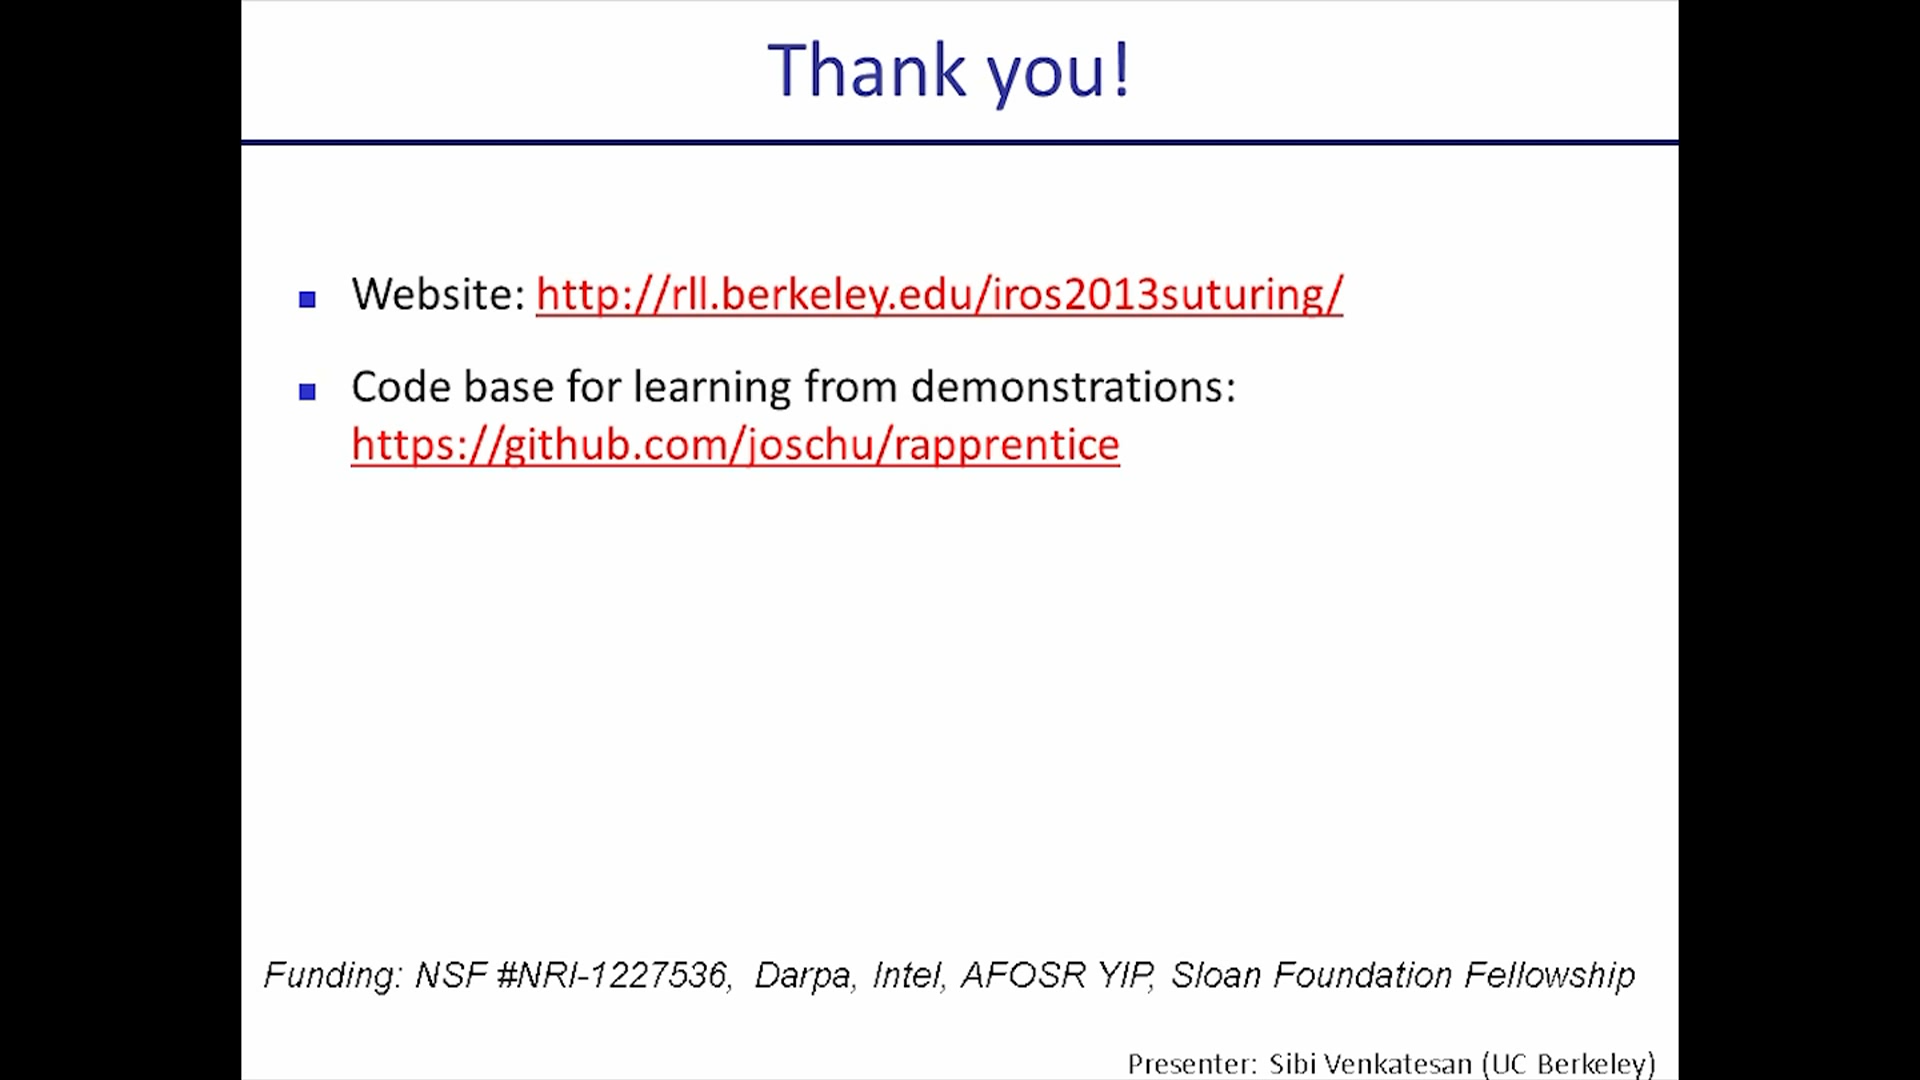 Thank you!
Website: http://rll.berkeley.edu/iros2013suturing/
Code base for learning from demonstrations:
https://github.com/joschu/rapprentice
Funding: NSF #NRI-1227536, Darpa, Intel, AFOSR YIP, Sloan Foundation Fellowship
Presenter: Sibi Venkatesan (UC Berkeley)